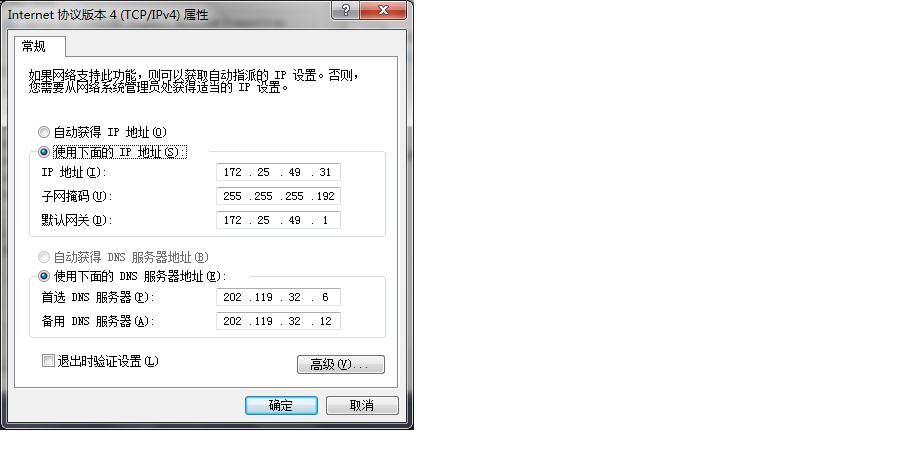 Internet 协议版本 4 (TCP/IPv4) 属性
常规
如果网络支持此功能，则可以获取自动指派的 IP 设置。否则，
您需要从网络系统管理员处获得适当的 IP 设置。
自动获得 IP 地址(O)
使用下面的 IP 地址(S):
IP 地址(I): 172 . 25 . 49 . 31
子网掩码(U): 255 .255 .255 .192
默认网关(D): 172 . 25 . 49 . 1
自动获得 DNS 服务器地址(B)
使用下面的 DNS 服务器地址(E):
首选 DNS 服务器(P): 202 .119 . 32 . 6
备用 DNS 服务器(A): 202 .119 . 32 . 12
退出时验证设置(L)
高级(V)...
确定 取消